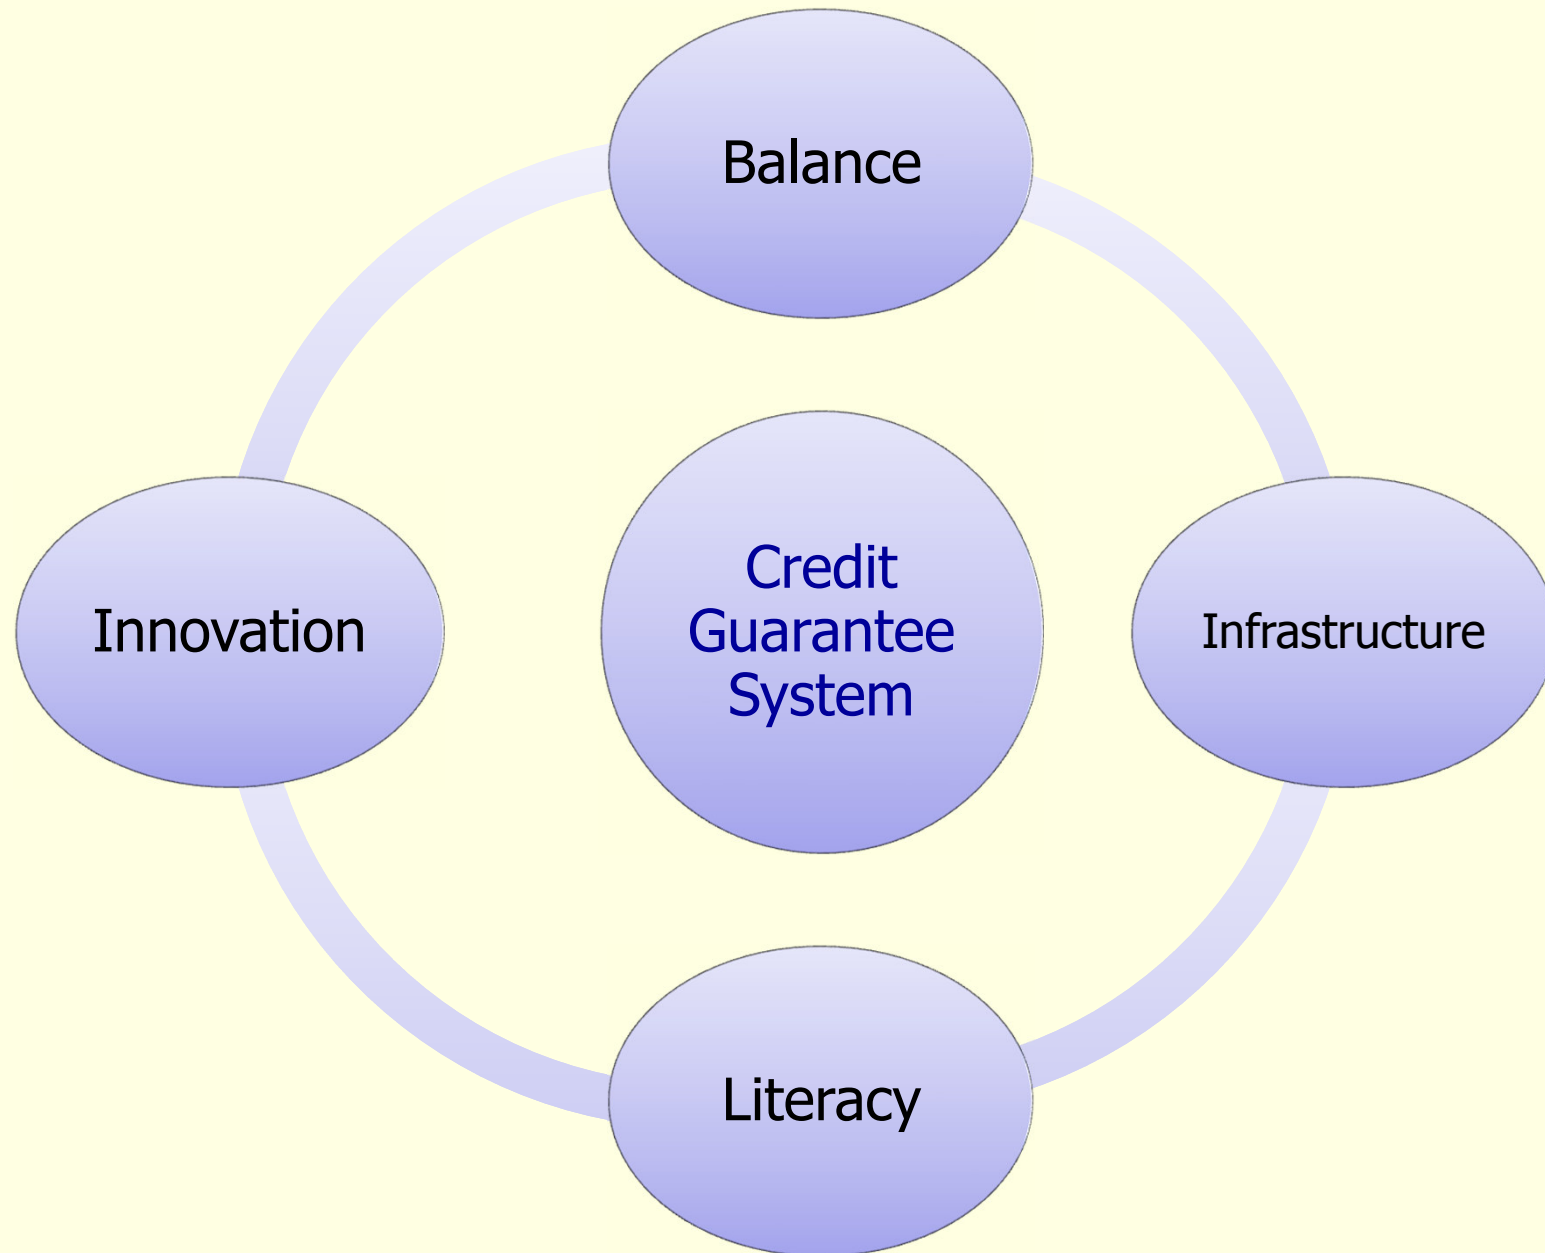 Balance
Innovation
Credit
Guarantee
System
Infrastructure
Literacy